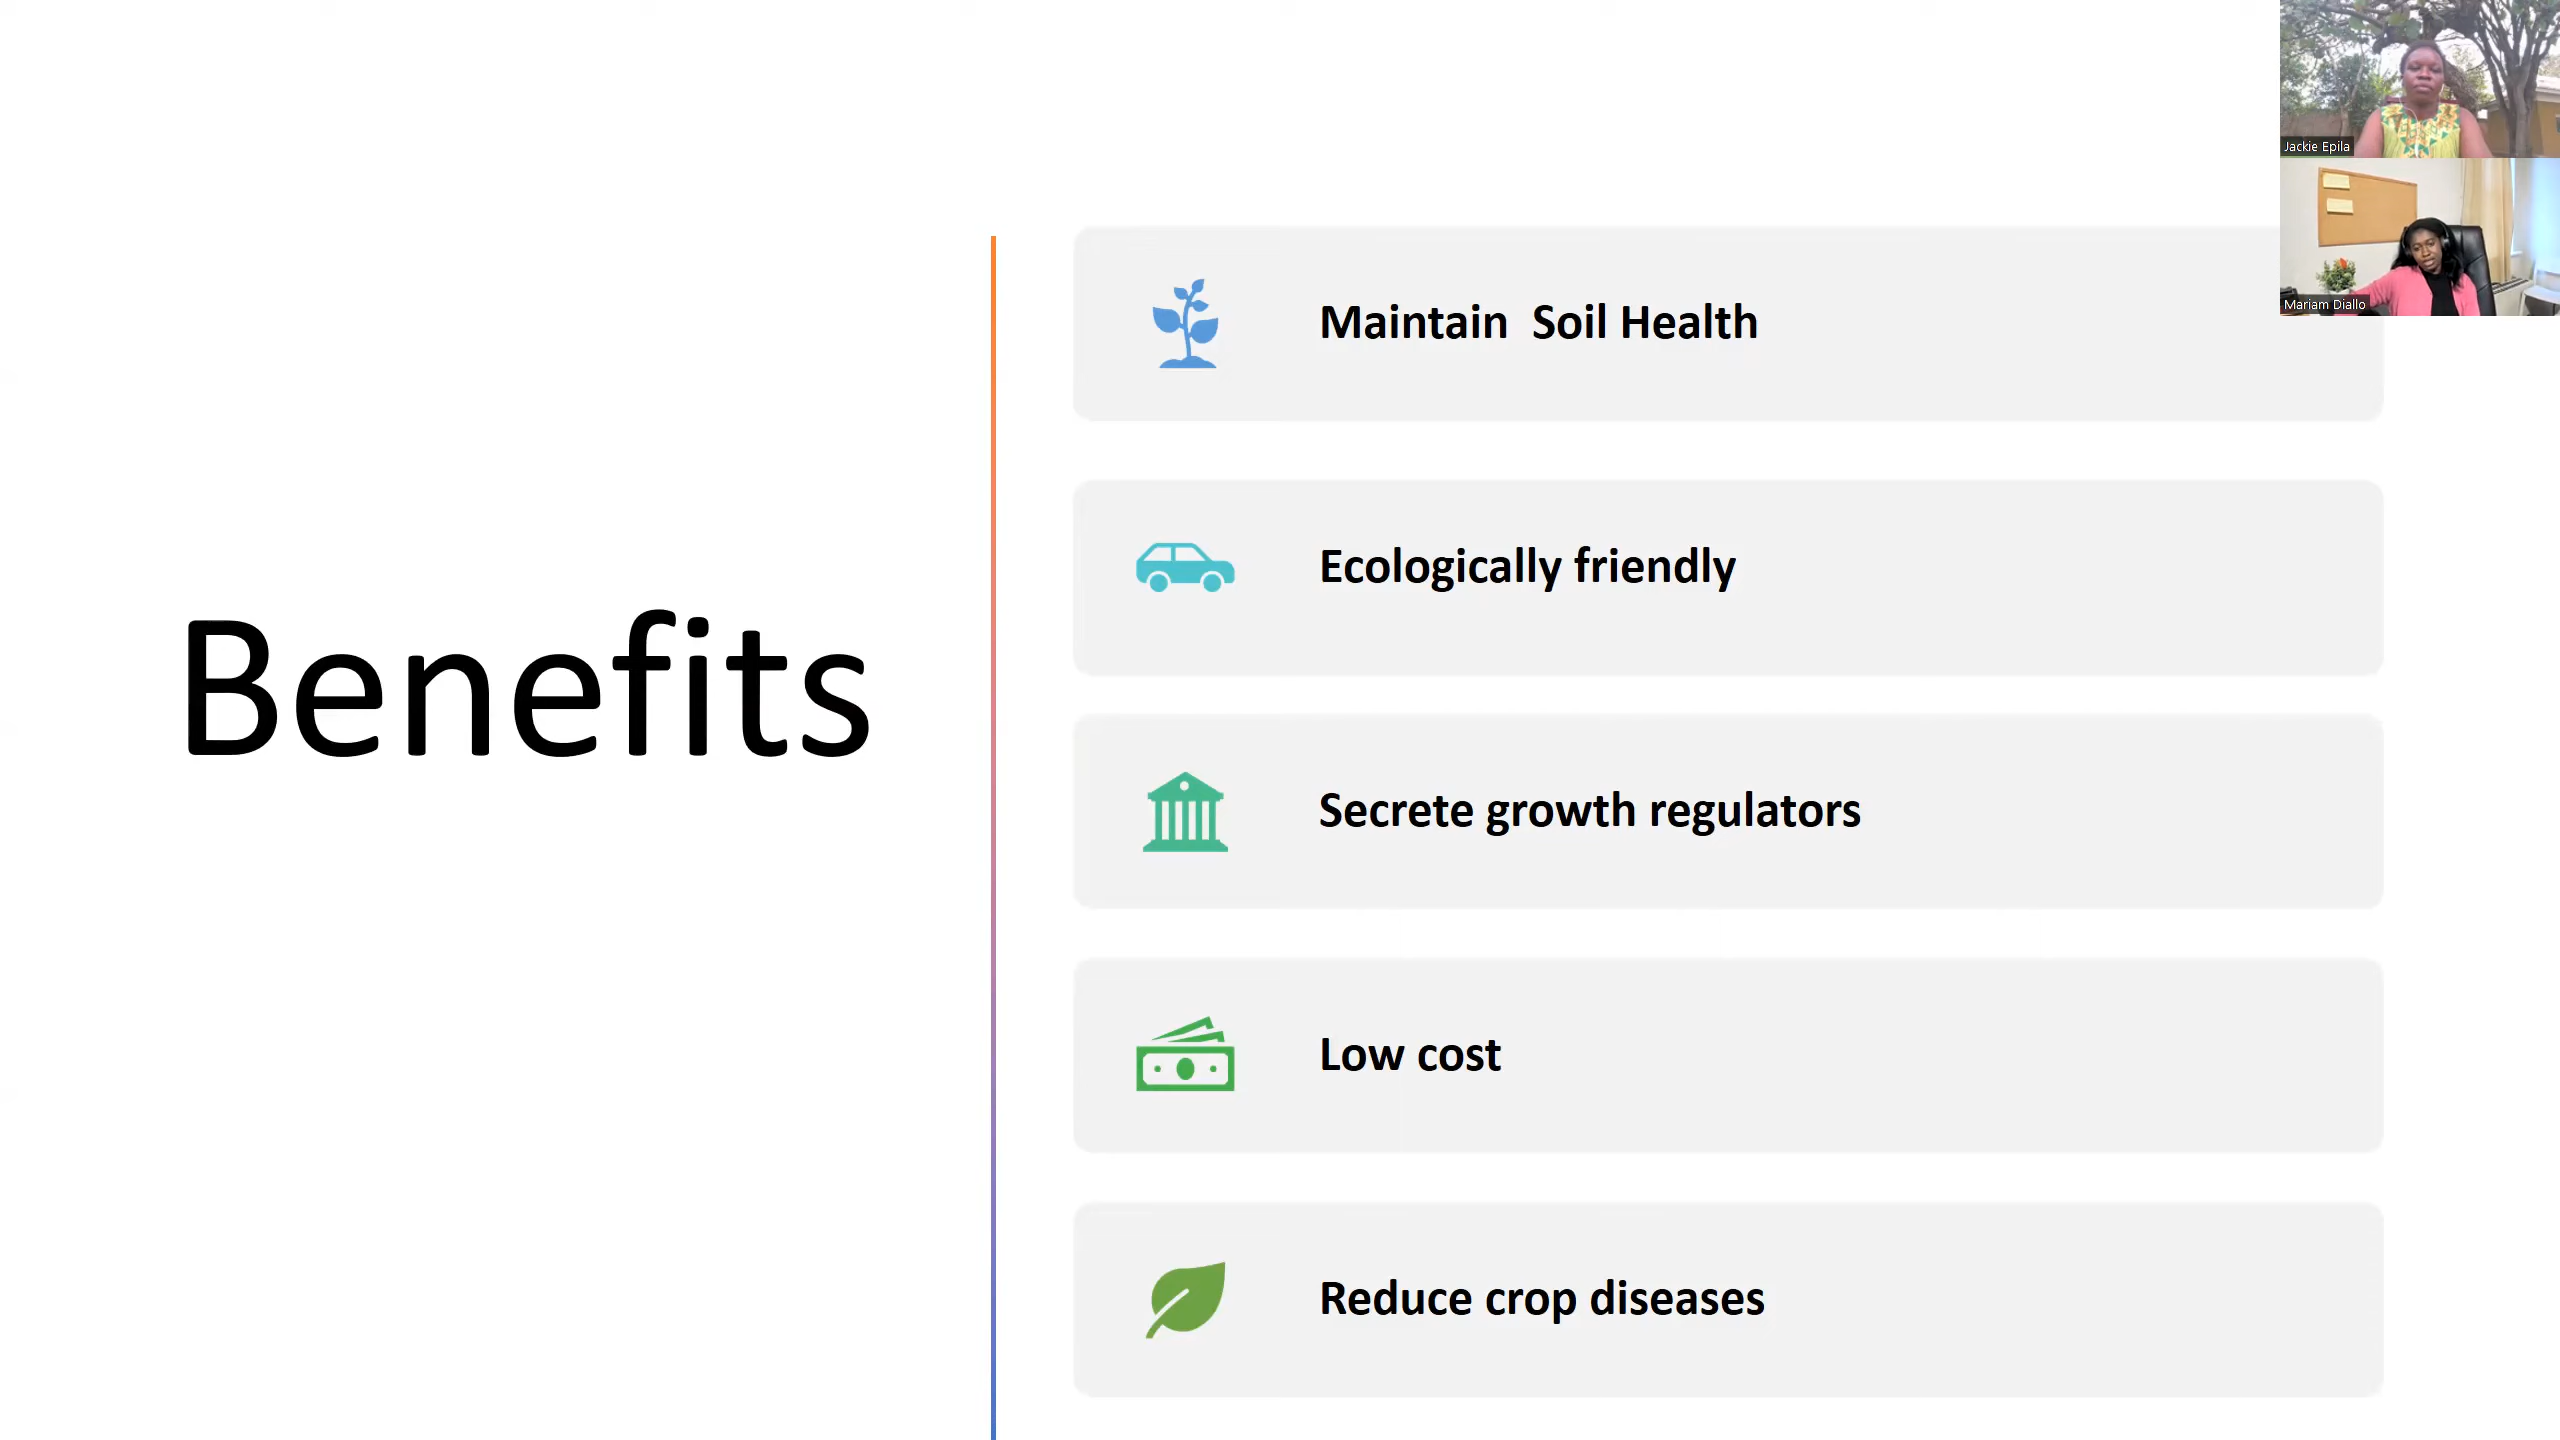 Benefits
Maintain  Soil Health
Ecologically friendly
Secrete growth regulators
Low cost
Reduce crop diseases
Jackie Epila
Mariam Diallo